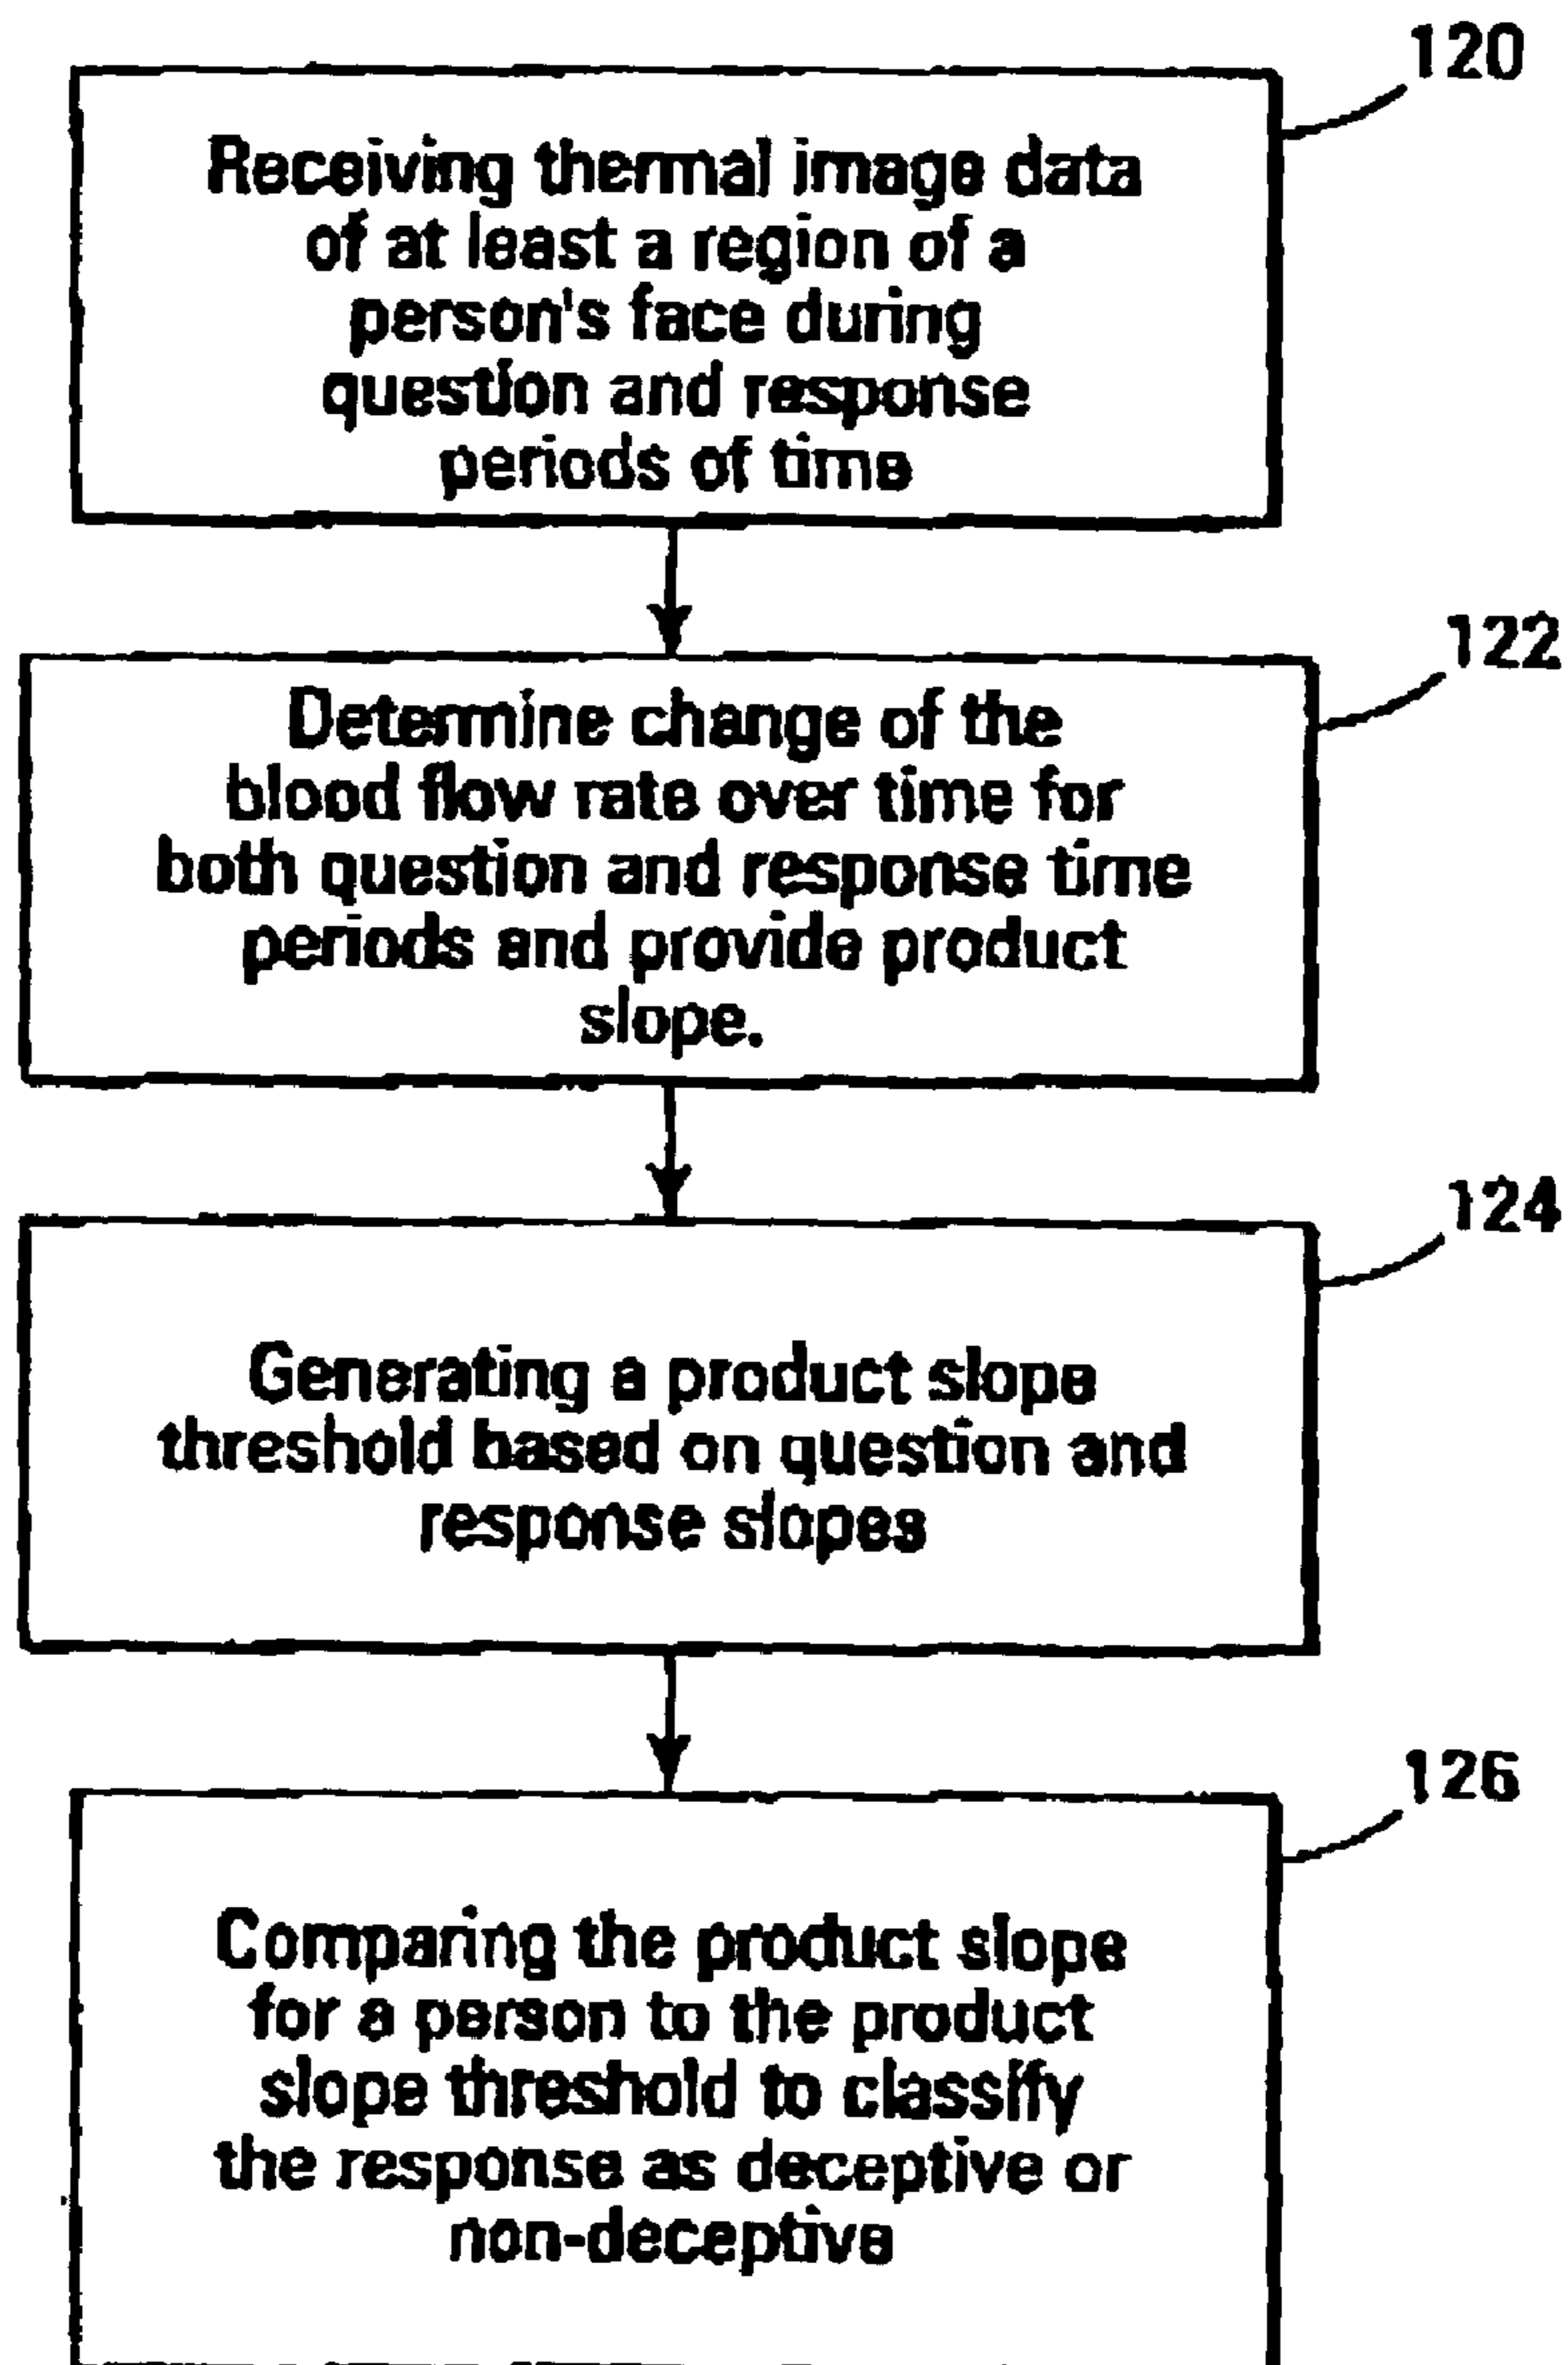 120
Receiving thermal image data
of at least a region of a
person's face during
question and response
periods of time
122
Determine change of the
blood flow rate over time for
both question and response time
periods and provide product
slope.
124
Generating a product slope
threshold based on question and
response slopes
126
Comparing the product slope
for a person to the product
slope threshold to classify
the response as deceptive or
non-deceptive